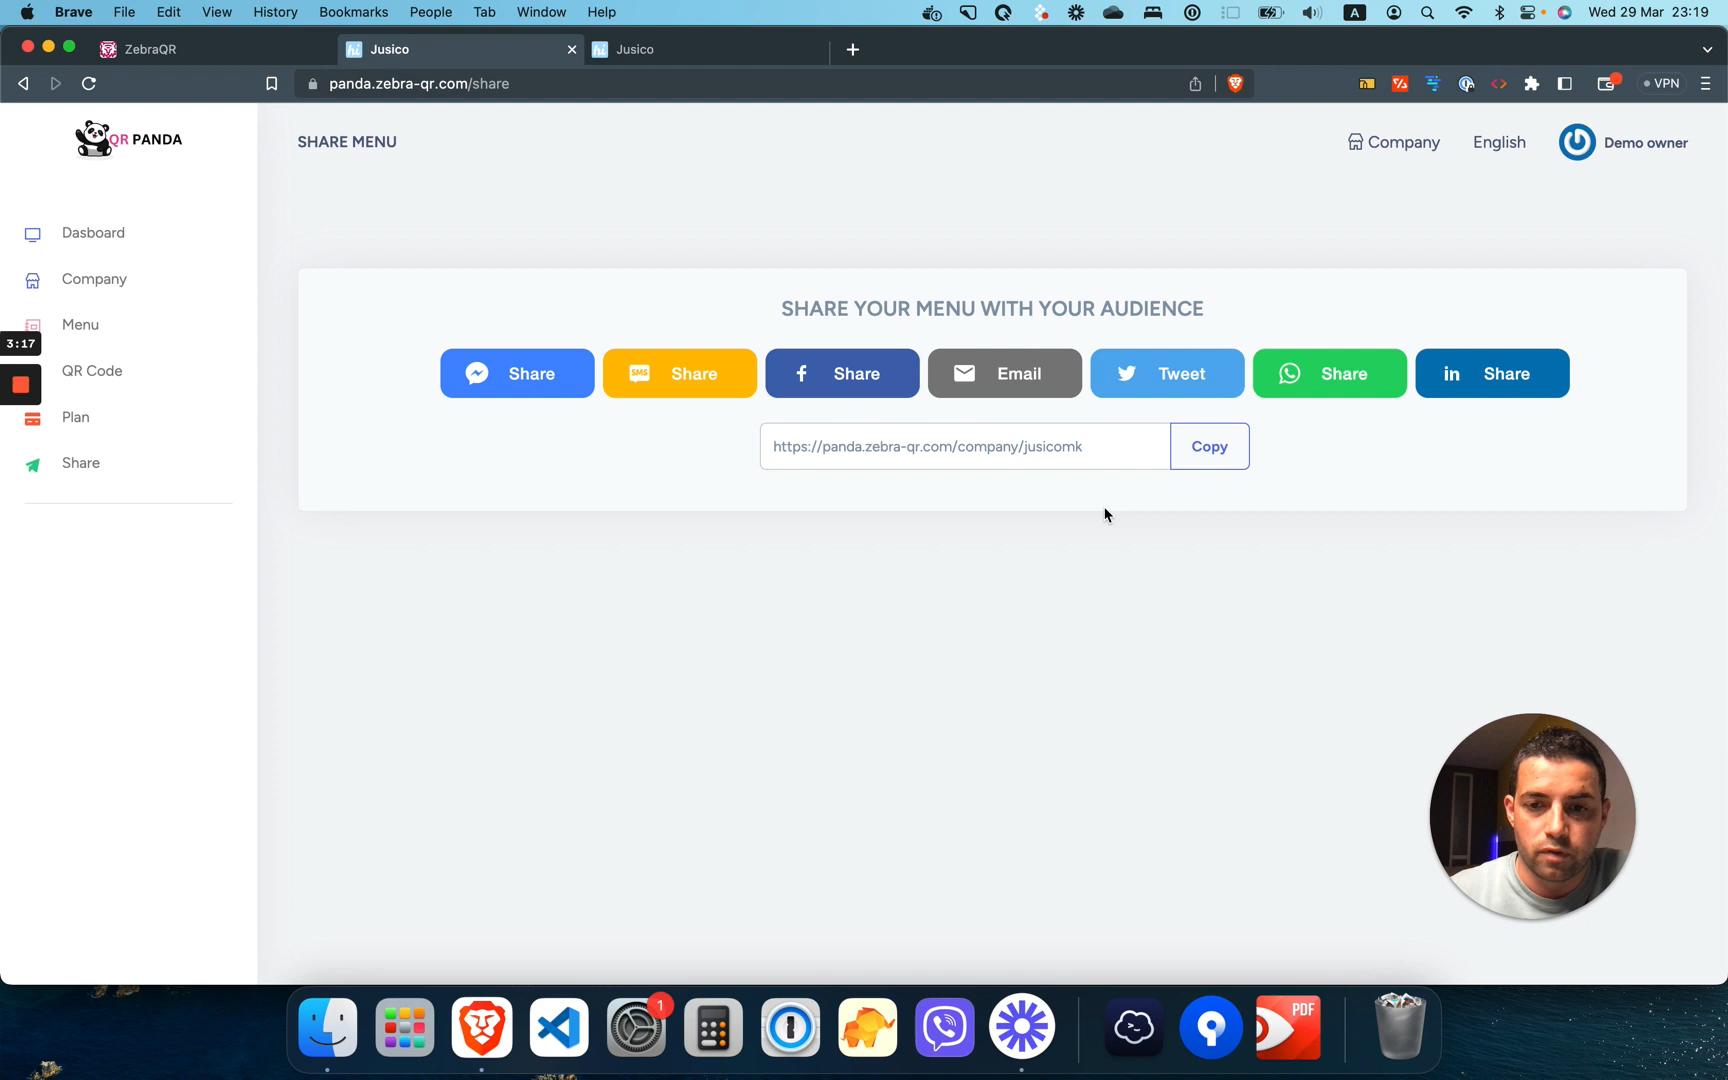 Brave File Edit View History Bookmarks People Tab Window Help A Wed 29 Mar 23:19
ZebraQR
hi Jusico
hi Jusico
panda.zebra-qr.com/share
VPN
QR PANDA
SHARE MENU
Company English Demo owner
Dasboard
Company
Menu
3:17
QR Code
Plan
Share
SHARE YOUR MENU WITH YOUR AUDIENCE
Share
SMS Share
f Share
Email
Tweet
Share
in Share
https://panda.zebra-qr.com/company/jusicomk Copy
1
PDF